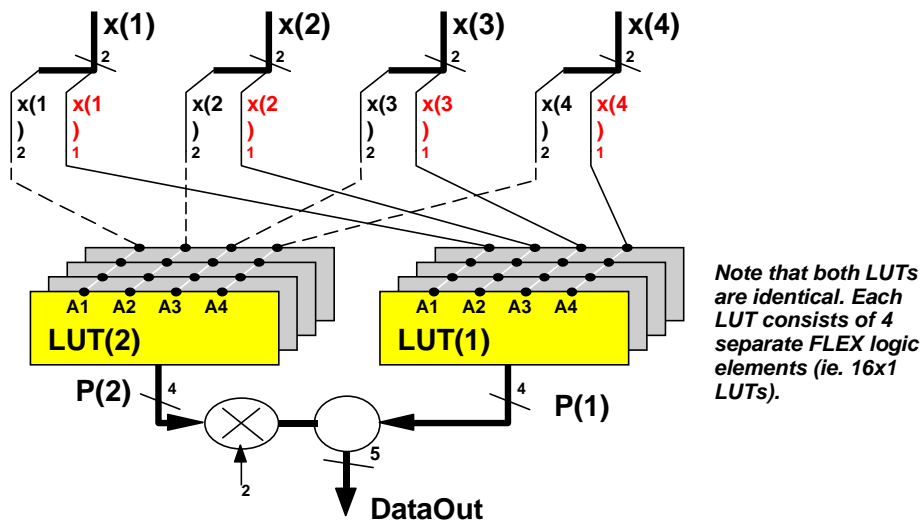 x(1) x(2) x(3) x(4)
2 2 2 2
x(1 x(1 x(2 x(2 x(3 x(3 x(4 x(4
) ) ) ) ) ) ) )
2 1 2 1 2 1 2 1
A1 A2 A3 A4 A1 A2 A3 A4
LUT(2) LUT(1)
Note that both LUTs
are identical. Each
LUT consists of 4
separate FLEX logic
elements (ie. 16x1
LUTs).
P(2) 4 4 P(1)
5
2
DataOut